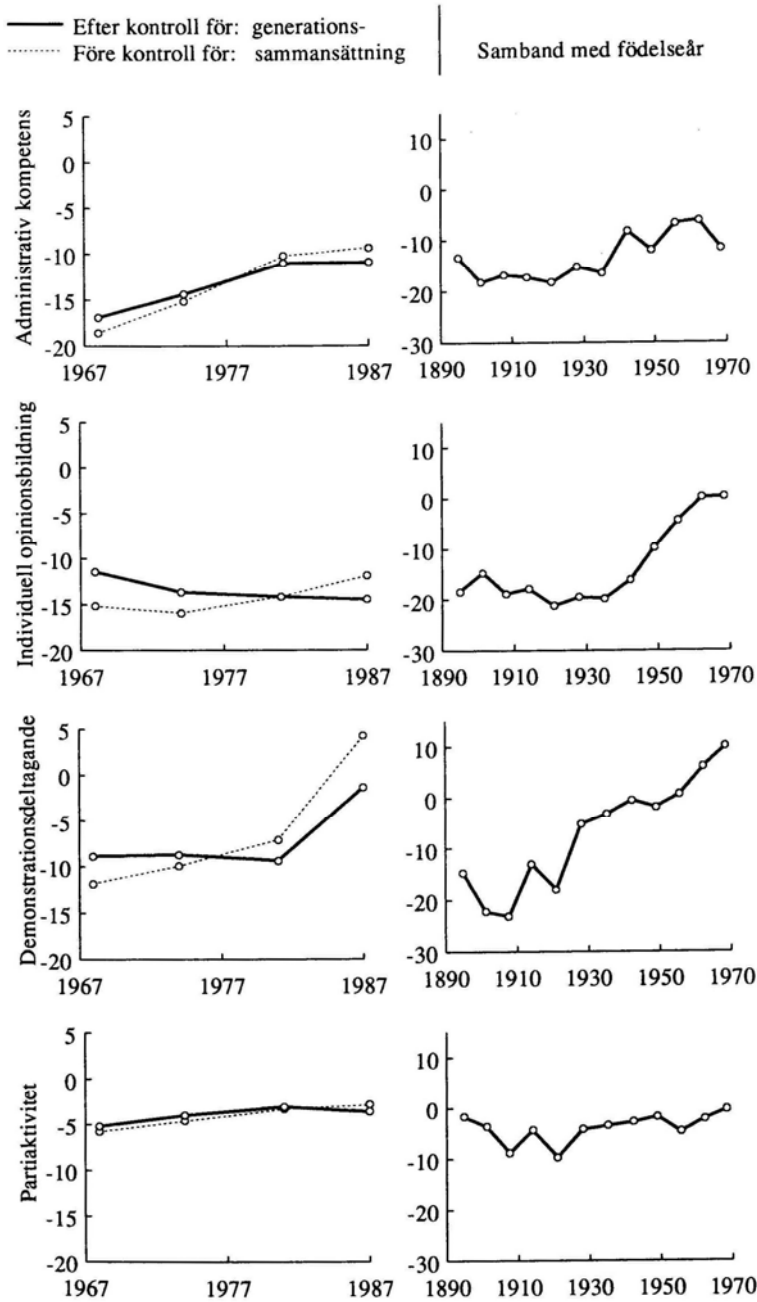 Efter kontroll för: generations-
Före kontroll för: sammansättning
Samband med födelseår
Administrativ kompetens
5
0
-5
-10
-15
-20
1967 1977 1987
10
0
-10
-20
-30
1890 1910 1930 1950 1970
Individuell opinionsbildning
5
0
-5
-10
-15
-20
1967 1977 1987
10
0
-10
-20
-30
1890 1910 1930 1950 1970
Demonstrationsdeltagande
5
0
-5
-10
-15
-20
1967 1977 1987
10
0
-10
-20
-30
1890 1910 1930 1950 1970
Partiaktivitet
5
0
-5
-10
-15
-20
1967 1977 1987
10
0
-10
-20
-30
1890 1910 1930 1950 1970